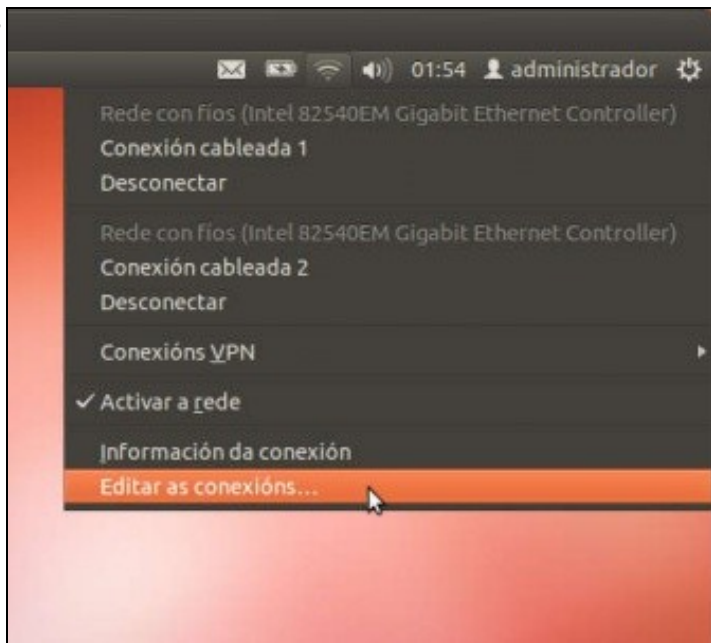 01:54 administrador
Rede con fíos (Intel 82540EM Gigabit Ethernet Controller)
Conexión cableada 1
Desconectar
Rede con fíos (Intel 82540EM Gigabit Ethernet Controller)
Conexión cableada 2
Desconectar
Conexións VPN
Activar a rede
Información da conexión
Editar as conexións...